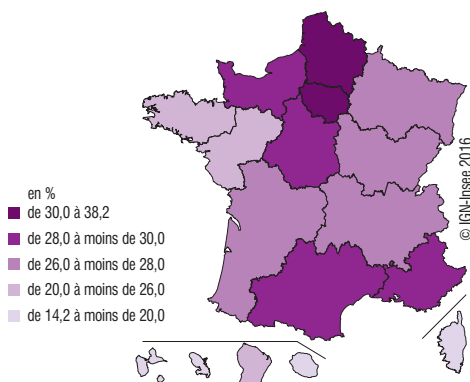 en %
de 30,0 à 38,2
de 28,0 à moins de 30,0
de 26,0 à moins de 28,0
de 20,0 à moins de 26,0
de 14,2 à moins de 20,0
© IGN-Insee 2016